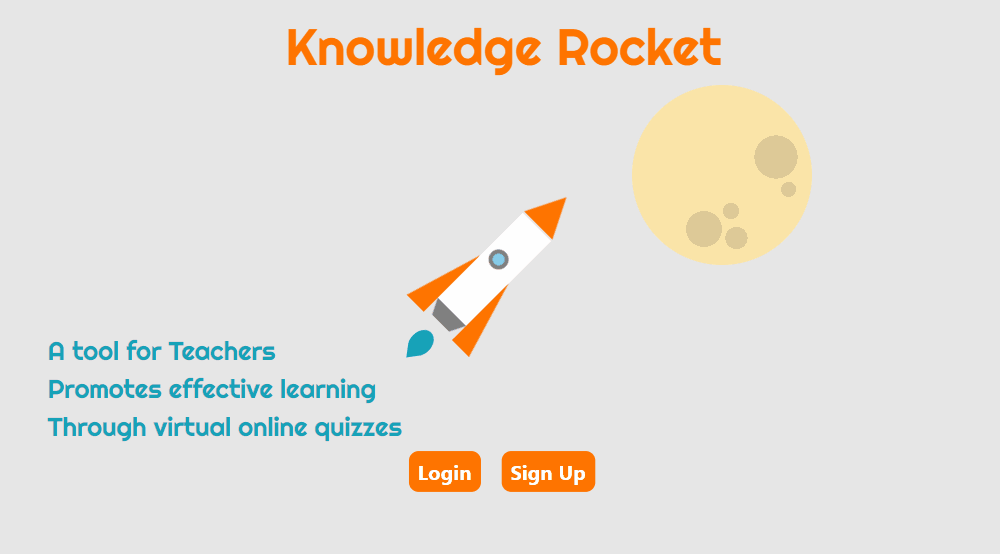 Knowledge Rocket
A tool for Teachers
Promotes effective learning
Through virtual online quizzes
Login
Sign Up